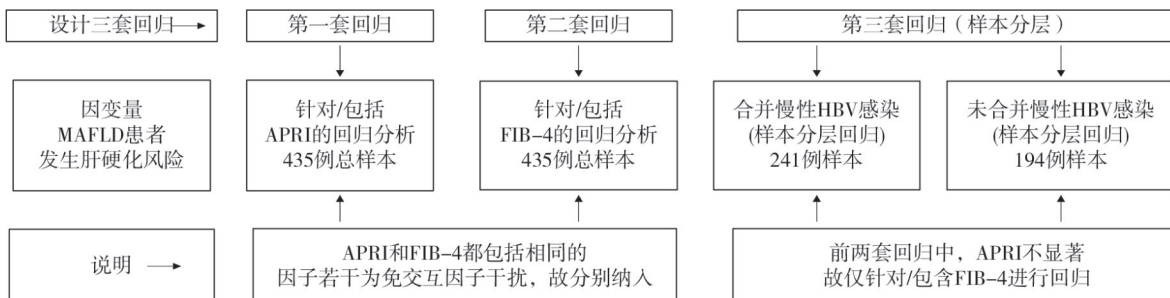 设计三套回归
第一套回归
第二套回归
第三套回归（样本分层）
因变量
MAFLD患者
发生肝硬化风险
针对/包括
APRI的回归分析
435例总样本
针对/包括
FIB-4的回归分析
435例总样本
合并慢性HBV感染
(样本分层回归)
241例样本
未合并慢性HBV感染
(样本分层回归)
194例样本
说明
APRI和FIB-4都包括相同的
因子若干为免交互因子干扰，故分别纳入
前两套回归中，APRI不显著
故仅针对/包含FIB-4进行回归